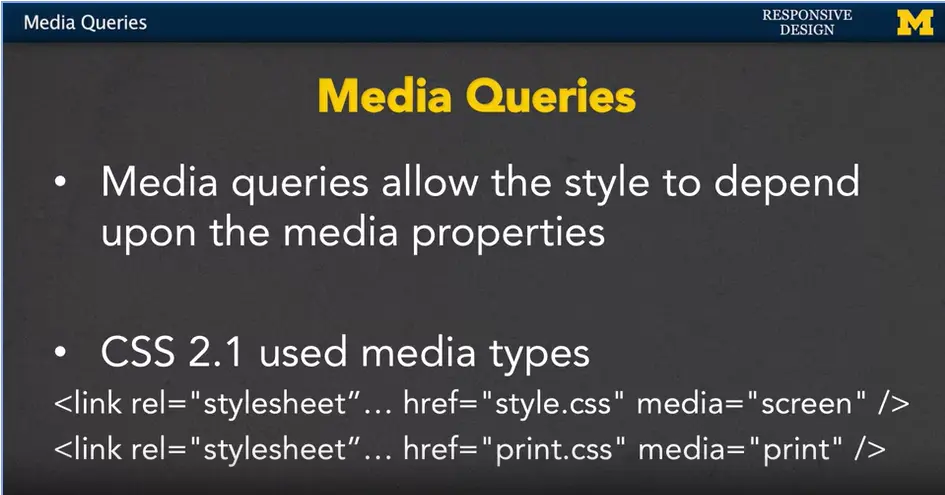 Media Queries
RESPONSIVE
DESIGN
M
Media Queries
• Media queries allow the style to depend
upon the media properties
• CSS 2.1 used media types
<link rel="stylesheet”… href="style.css" media="screen" />
<link rel="stylesheet”… href="print.css" media="print" />